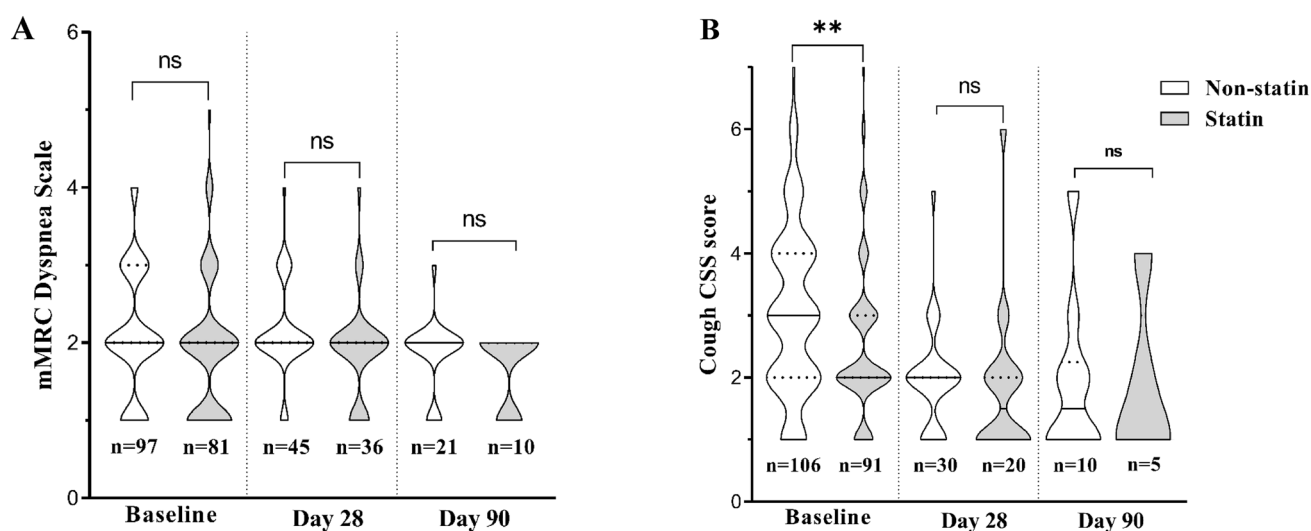 A
mMRC Dyspnea Scale
6
4
2
0
ns
ns
ns
n=97 n=81 n=45 n=36 n=21 n=10
Baseline Day 28 Day 90
B
Cough CSS score
6
4
2
0
**
ns
ns
Non-statin
Statin
n=106 n=91 n=30 n=20 n=10 n=5
Baseline Day 28 Day 90